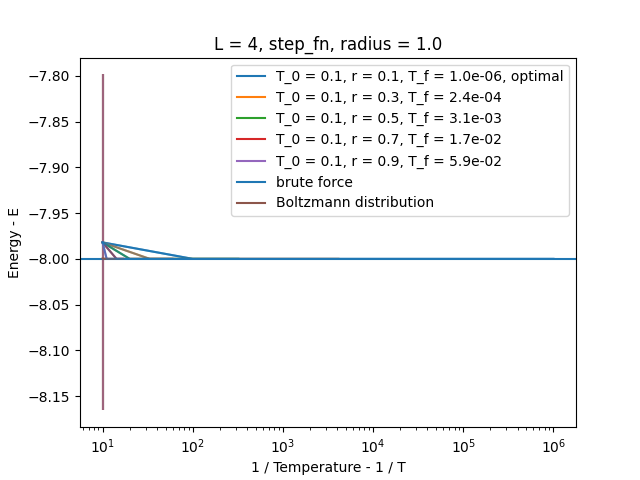 L = 4, step_fn, radius = 1.0
T_0 = 0.1, r = 0.1, T_f = 1.0e-06, optimal
T_0 = 0.1, r = 0.3, T_f = 2.4e-04
T_0 = 0.1, r = 0.5, T_f = 3.1e-03
T_0 = 0.1, r = 0.7, T_f = 1.7e-02
T_0 = 0.1, r = 0.9, T_f = 5.9e-02
brute force
Boltzmann distribution
Energy - E
−7.80
−7.85
−7.90
−7.95
−8.00
−8.05
−8.10
−8.15
10¹ 10² 10³ 10⁴ 10⁵ 10⁶
1 / Temperature - 1 / T